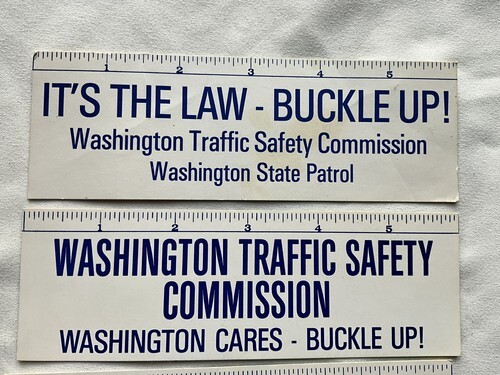 1 2 3 4 5
IT'S THE LAW - BUCKLE UP!
Washington Traffic Safety Commission
Washington State Patrol
1 2 3 4 5
WASHINGTON TRAFFIC SAFETY
COMMISSION
WASHINGTON CARES - BUCKLE UP!